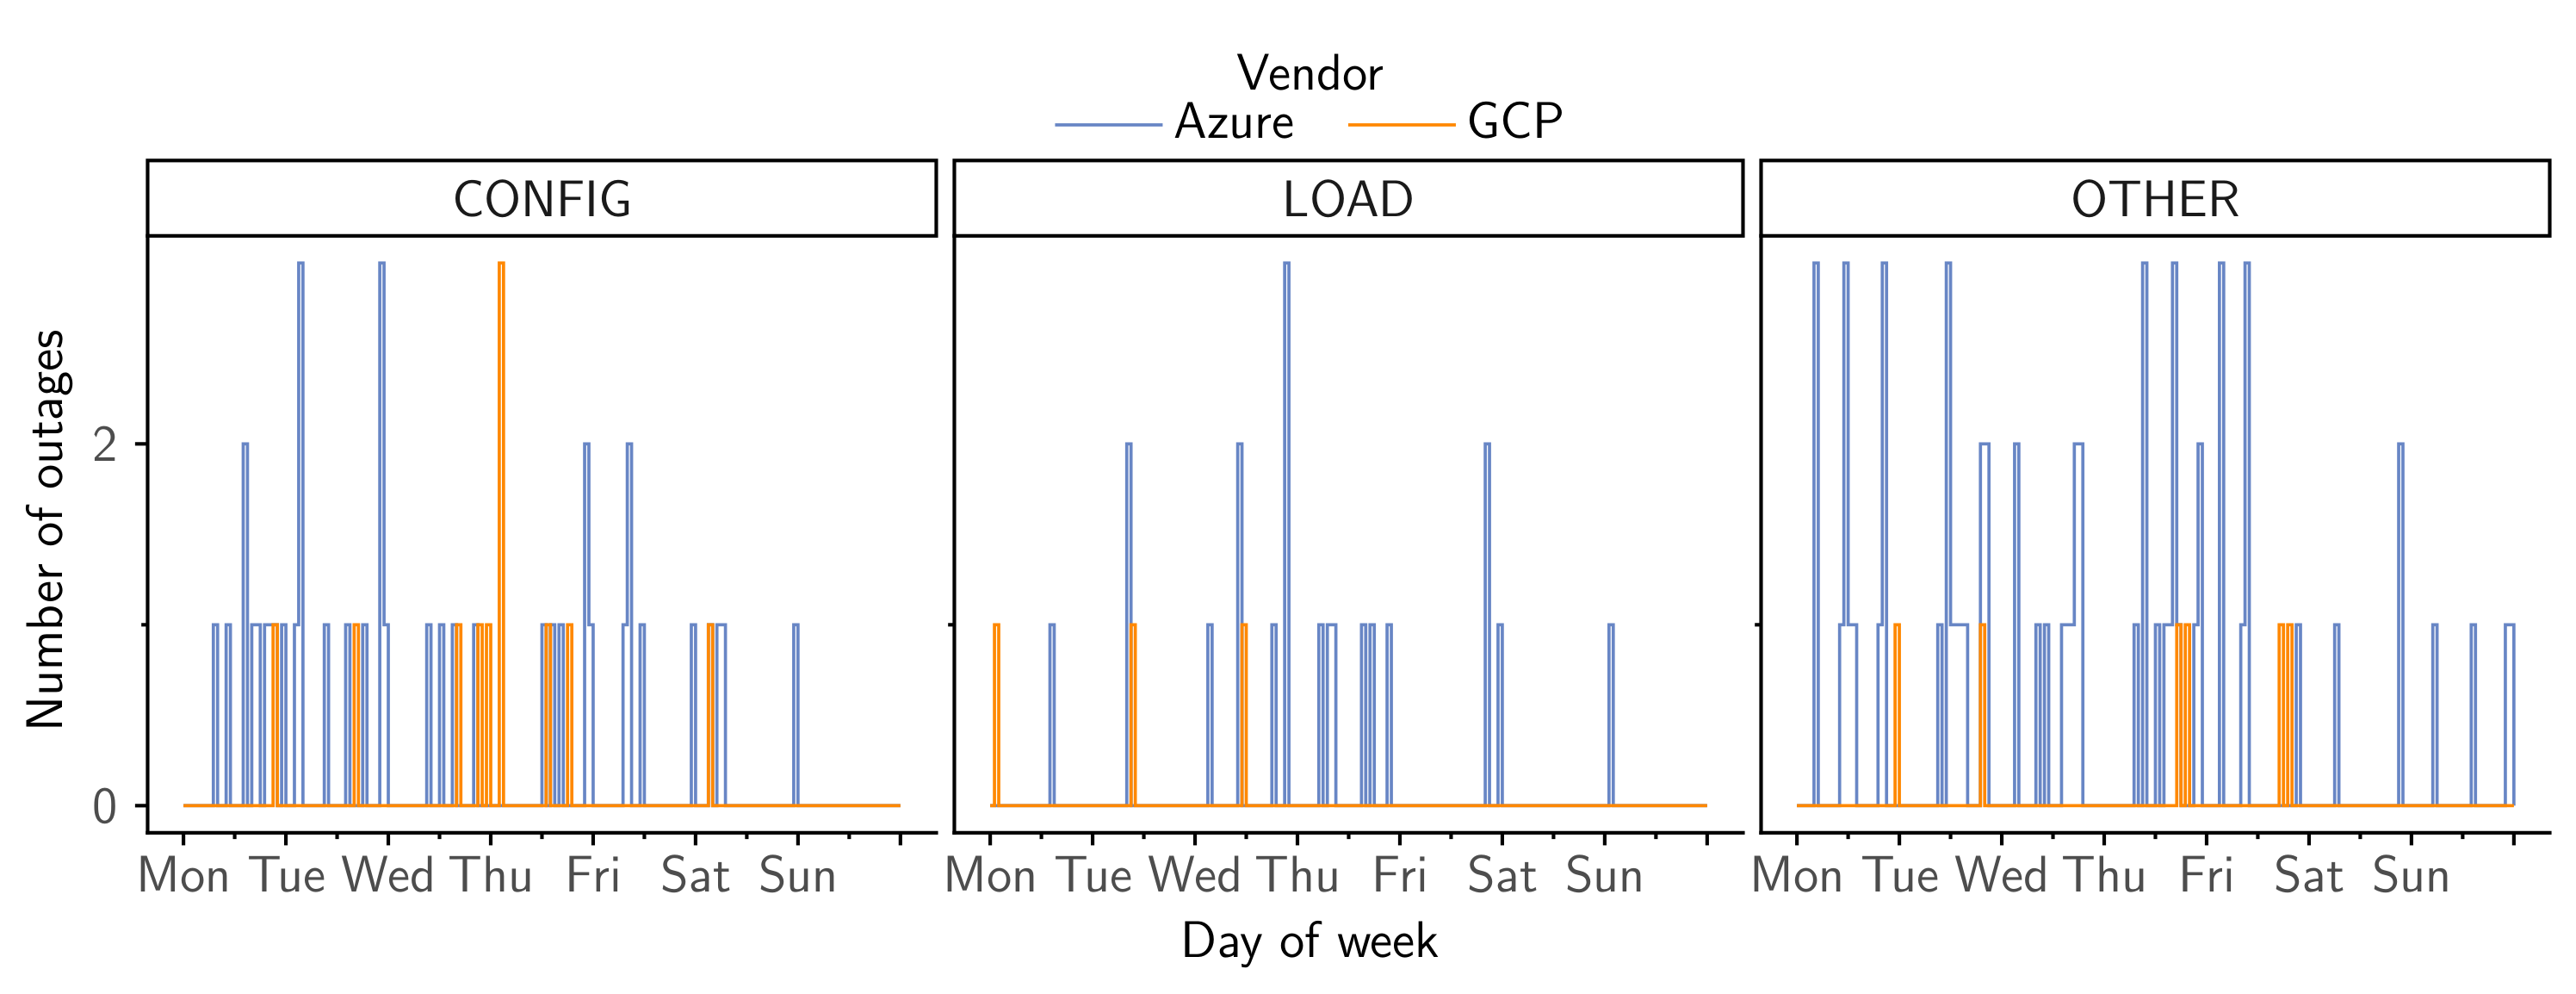 Vendor
Azure GCP
CONFIG LOAD OTHER
Number of outages
2
0
Mon Tue Wed Thu Fri Sat Sun Mon Tue Wed Thu Fri Sat Sun Mon Tue Wed Thu Fri Sat Sun
Day of week